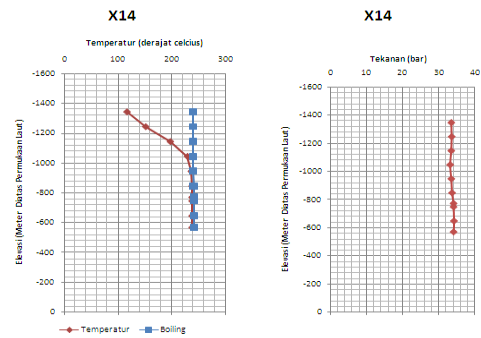 X14
Temperatur (derajat celcius)
0 100 200 300
-1600
-1400
-1200
-1000
-800
-600
-400
-200
0
Elevasi (Meter Diatas Permukaan Laut)
Temperatur Boiling
X14
Tekanan (bar)
0 10 20 30 40
-1600
-1400
-1200
-1000
-800
-600
-400
-200
0
Elevasi (Meter Diatas Permukaan Laut)